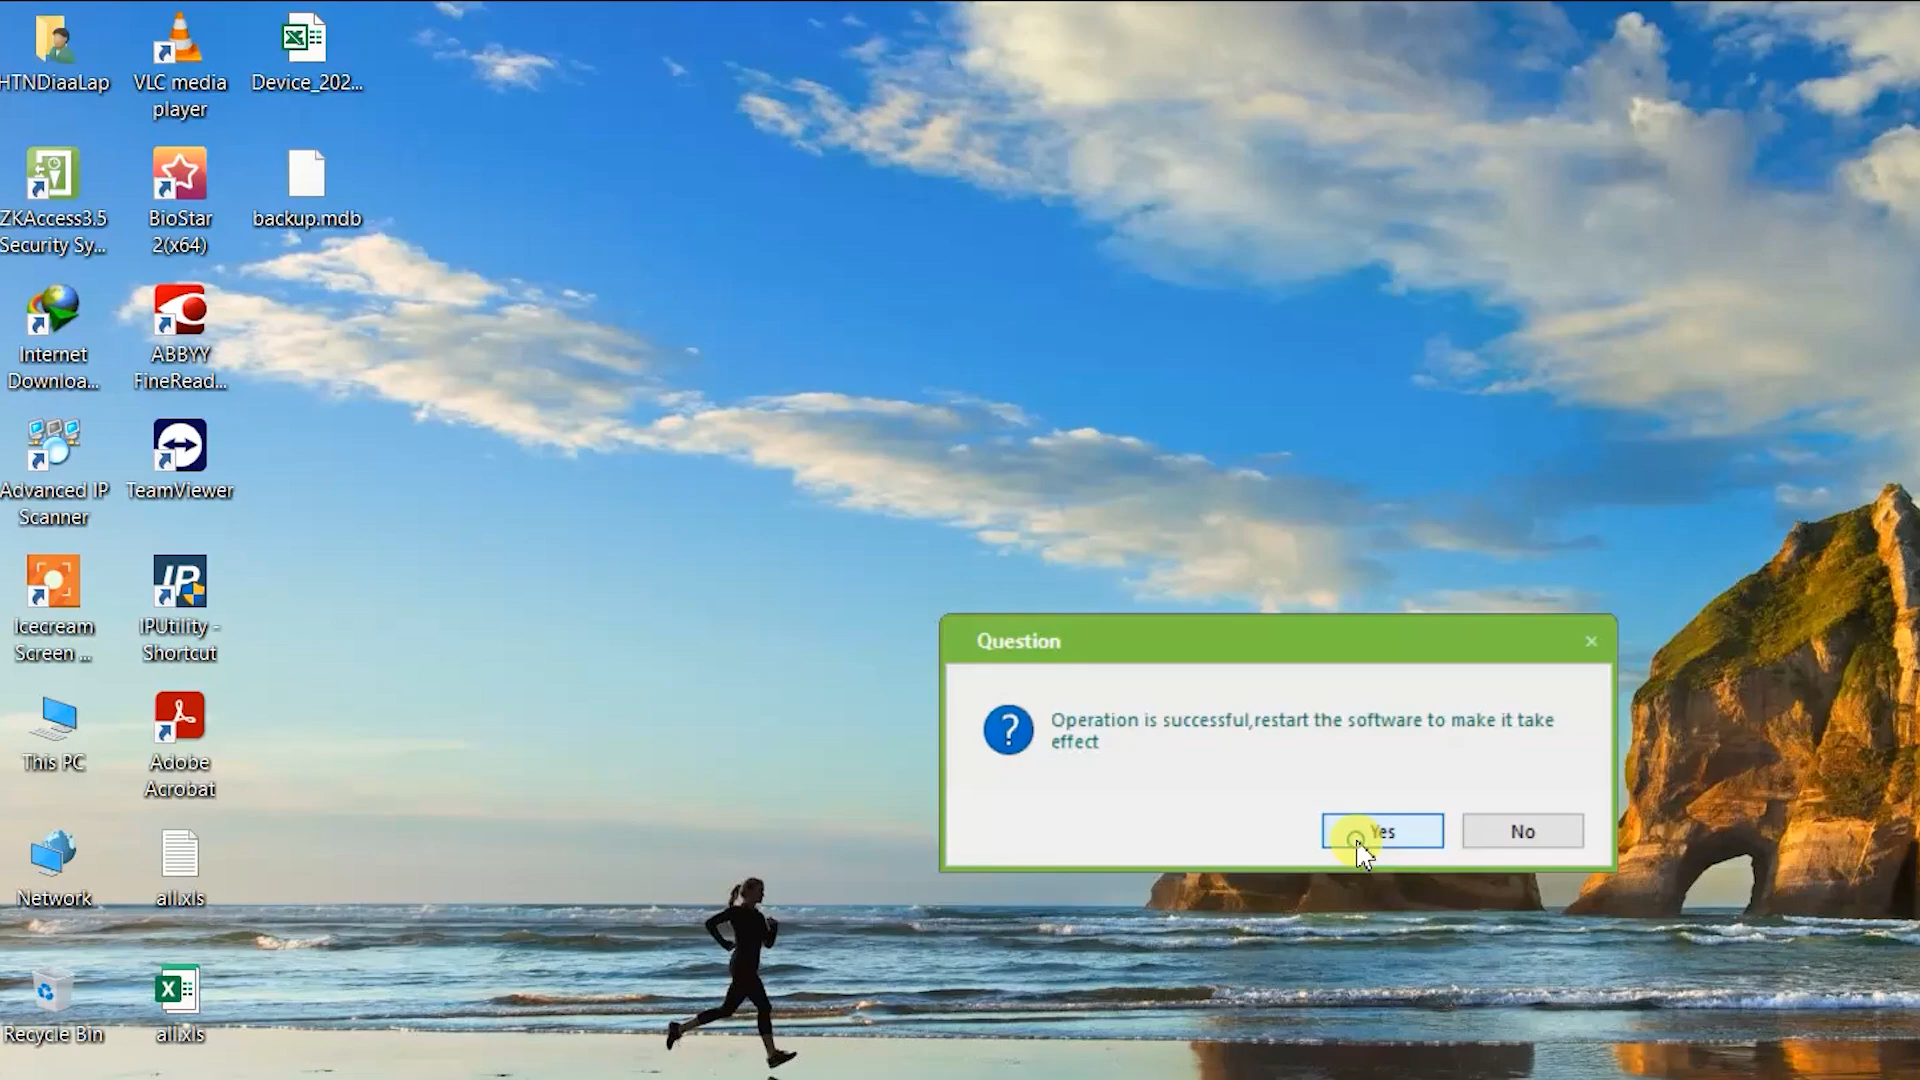 HTNDiaaLap
VLC media
player
Device_202...
ZKAccess3.5
Security Sy...
BioStar
2(x64)
backup.mdb
Internet
Downloa...
ABBYY
FineRead...
Advanced IP
Scanner
TeamViewer
Icecream
Screen ...
IP
IPUtility -
Shortcut
This PC
Adobe
Acrobat
Network
all.xls
Recycle Bin
all.xls
Question
Operation is successful,restart the software to make it take
effect
Yes
No